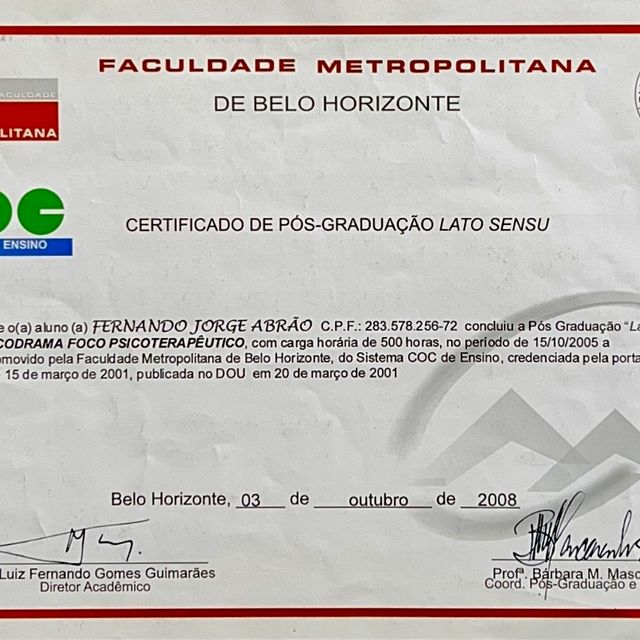 FACULDADE METROPOLITANA
DE BELO HORIZONTE
FACULDADE
LITANA
OC
ENSINO
CERTIFICADO DE PÓS-GRADUAÇÃO LATO SENSU
e o(a) aluno (a) FERNANDO JORGE ABRÃO C.P.F.: 283.578.256-72 concluiu a Pós Graduação “La
CODRAMA FOCO PSICOTERAPÊUTICO, com carga horária de 500 horas, no período de 15/10/2005 a
omovido pela Faculdade Metropolitana de Belo Horizonte, do Sistema COC de Ensino, credenciada pela porta
15 de março de 2001, publicada no DOU em 20 de março de 2001
Belo Horizonte, 03 de outubro de 2008
Luiz Fernando Gomes Guimarães
Diretor Acadêmico
Profª. Bárbara M. Masc
Coord. Pós-Graduação e